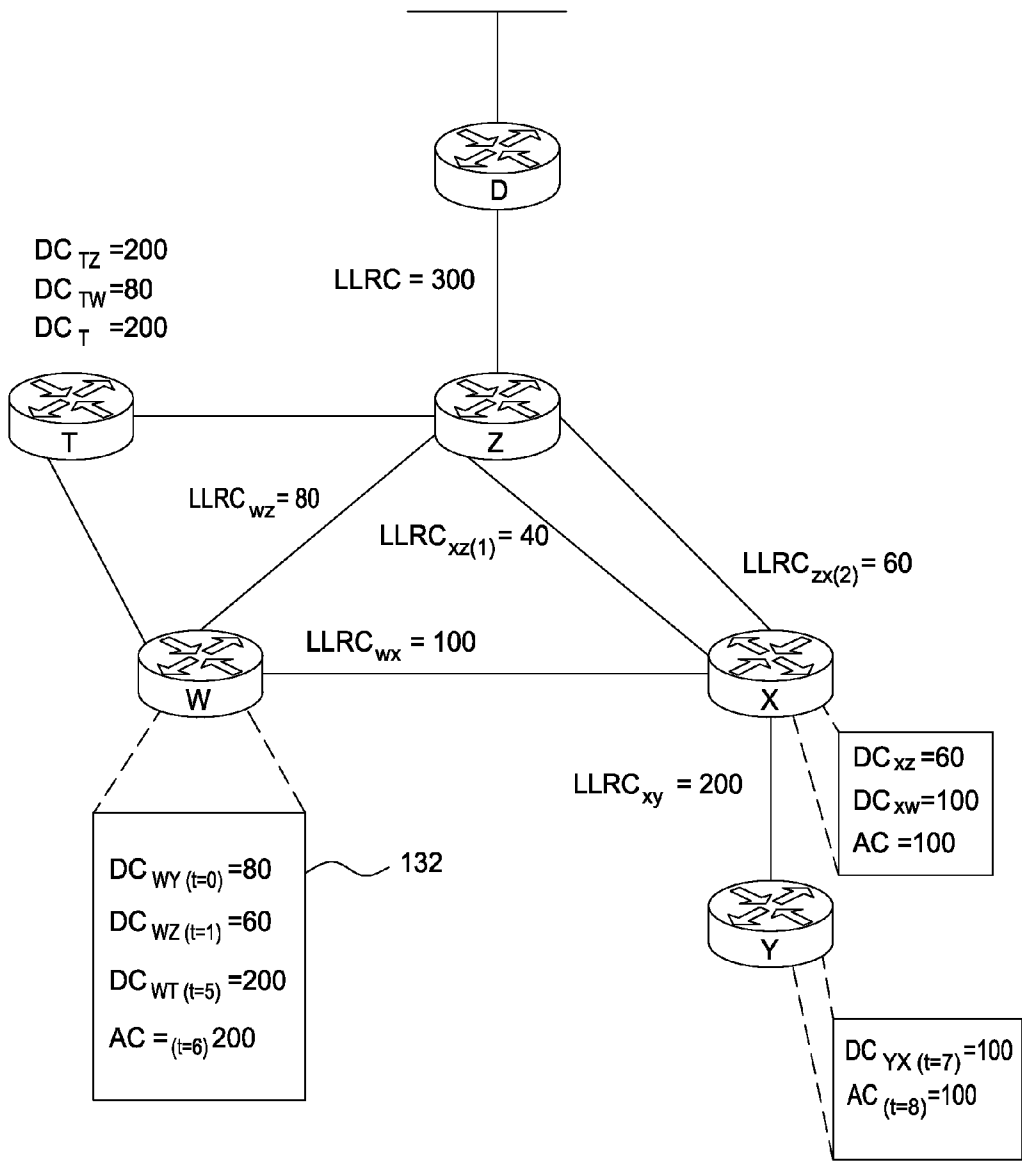 D
LLRC = 300
DC TZ =200
DC TW =80
DC T =200
T
Z
LLRC wz = 80
LLRC xz(1) = 40
LLRC zx(2) = 60
LLRC wx = 100
W
X
DC xz =60
DC xw =100
AC =100
LLRC xy = 200
132
DC WY (t=0) =80
DC WZ (t=1) =60
DC WT (t=5) =200
AC = (t=6) 200
Y
DC YX (t=7) =100
AC (t=8) =100